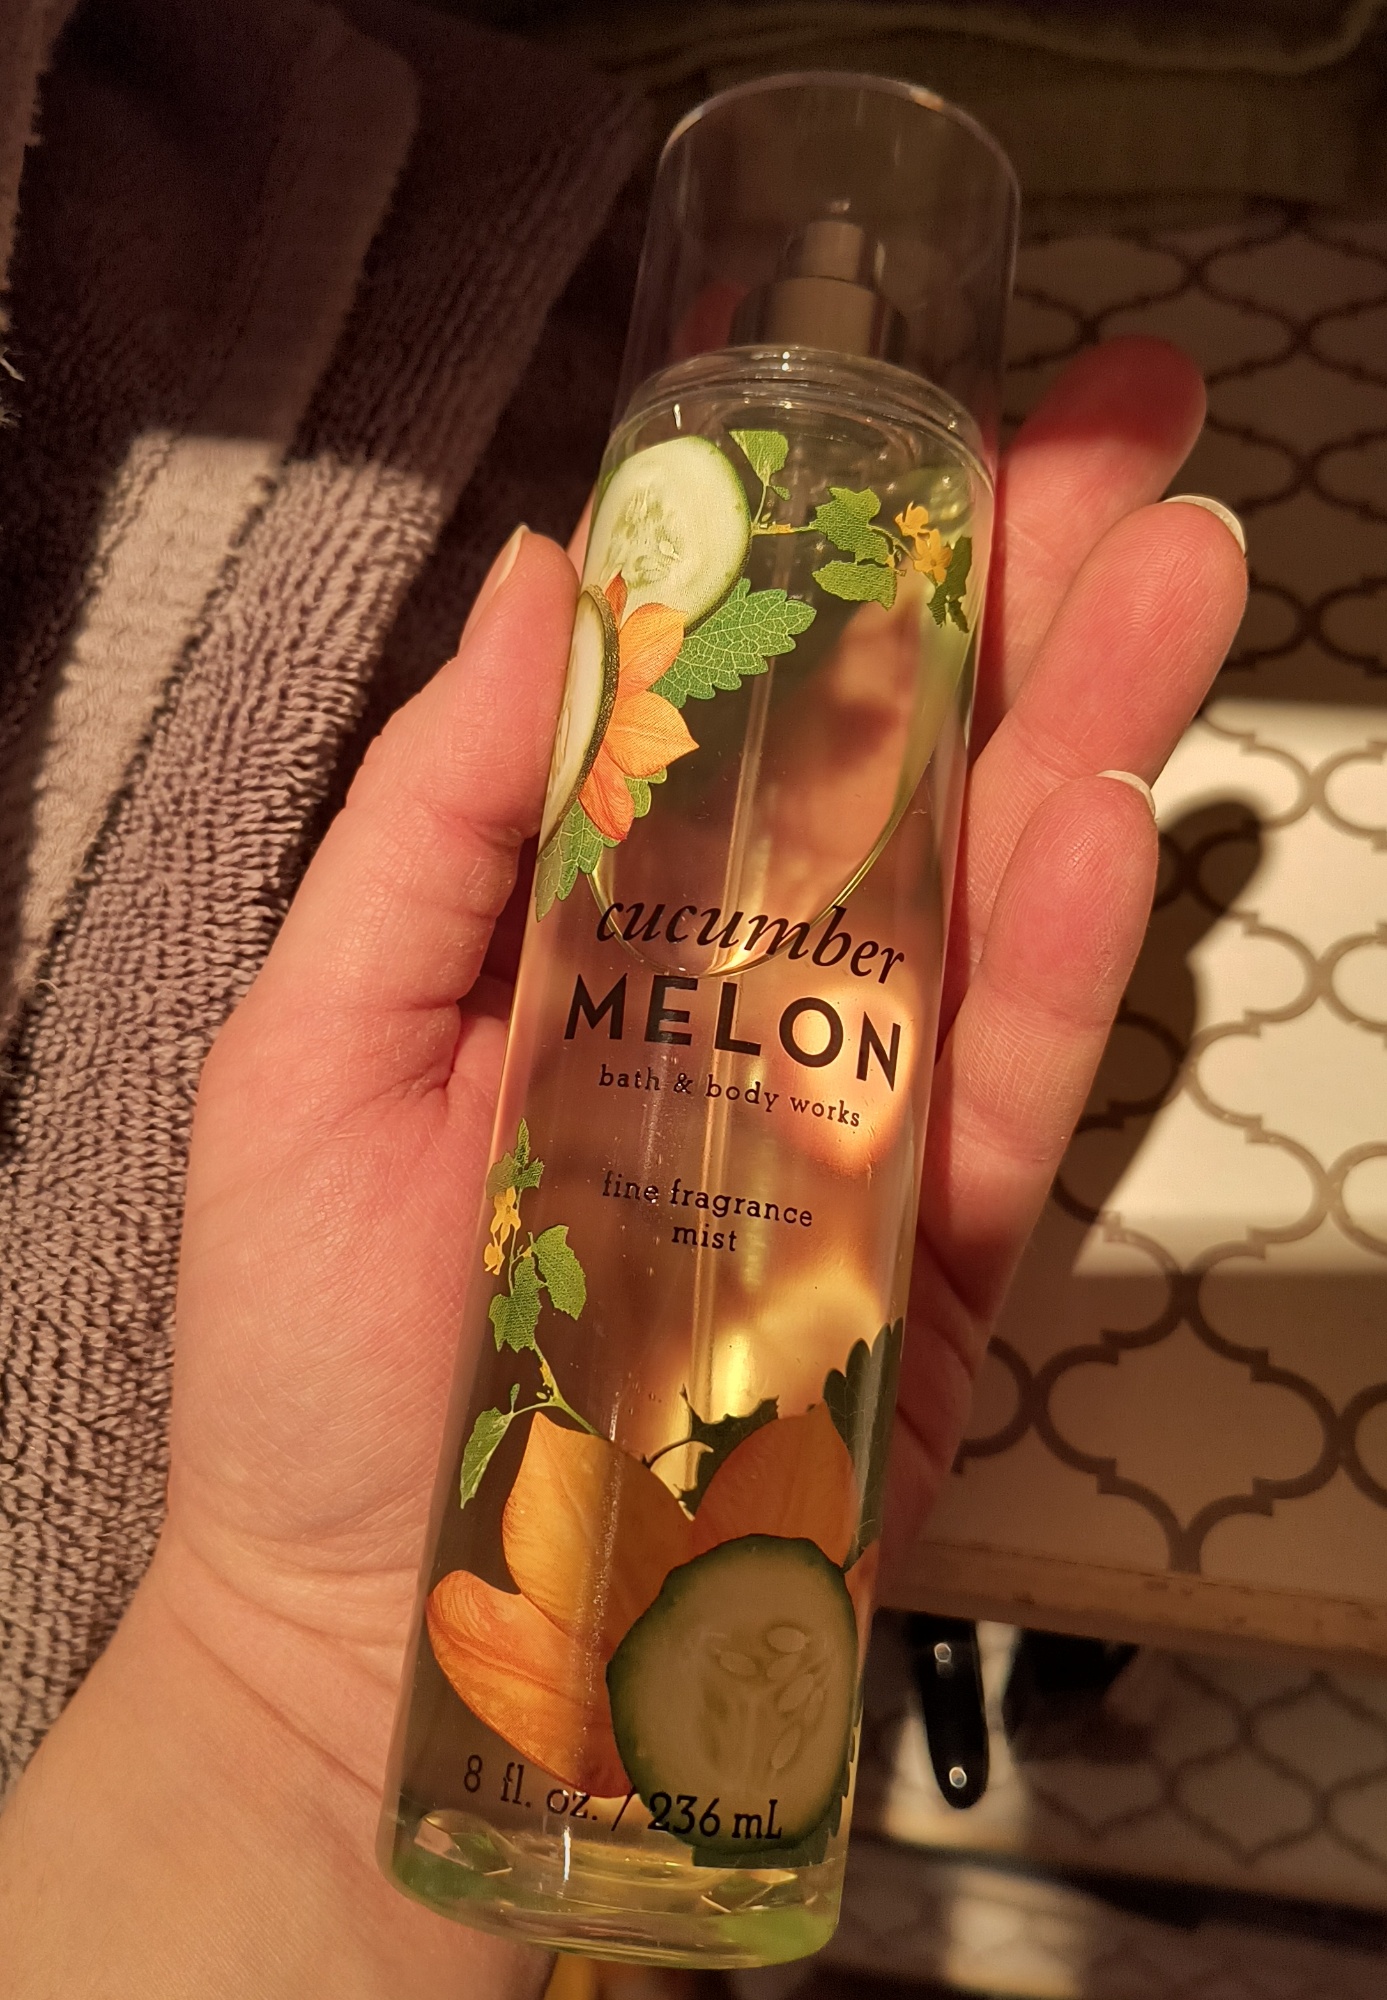 cucumber
MELON
bath & body works
fine fragrance
mist
8 fl. oz. / 236 mL